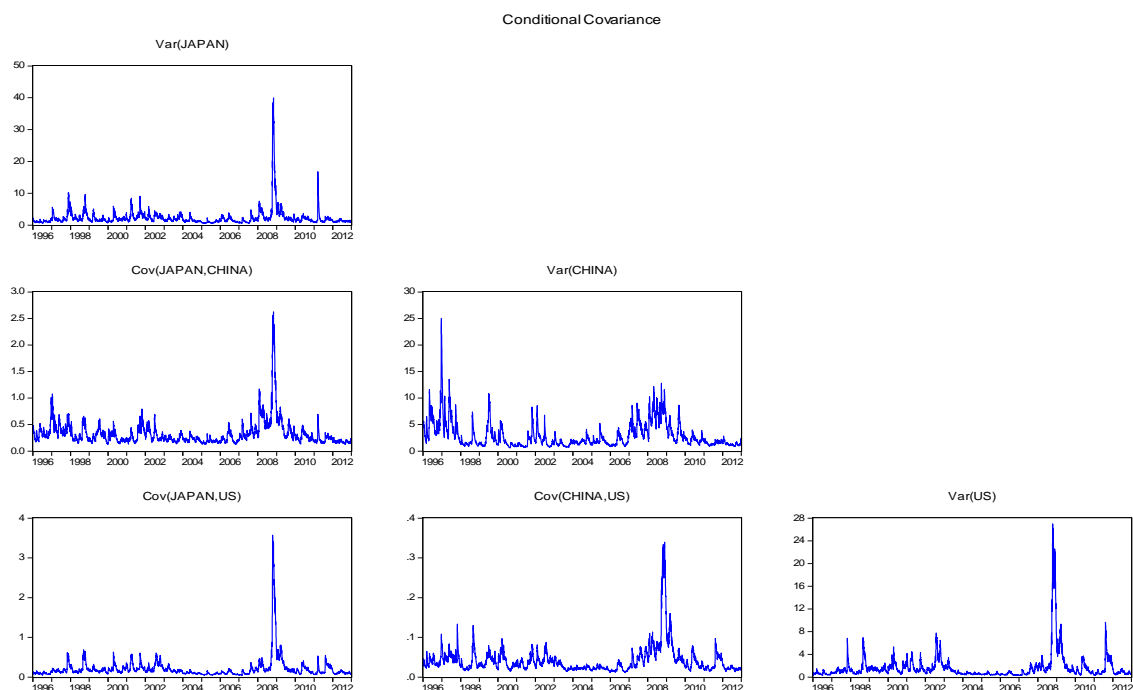 Conditional Covariance
Var(JAPAN)
50
40
30
20
10
0
1996 1998 2000 2002 2004 2006 2008 2010 2012
Cov(JAPAN,CHINA) Var(CHINA)
3.0 30
2.5 25
2.0 20
1.5 15
1.0 10
0.5 5
0.0 0
1996 1998 2000 2002 2004 2006 2008 2010 2012 1996 1998 2000 2002 2004 2006 2008 2010 2012
Cov(JAPAN,US) Cov(CHINA,US) Var(US)
4 .4 28
24
3 .3 20
16
2 .2
12
1 .1 8
4
0 .0 0
1996 1998 2000 2002 2004 2006 2008 2010 2012 1996 1998 2000 2002 2004 2006 2008 2010 2012 1996 1998 2000 2002 2004 2006 2008 2010 2016